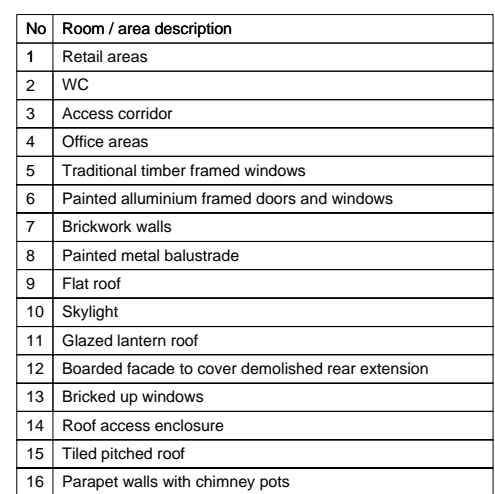 No Room / area description
1 Retail areas
2 WC
3 Access corridor
4 Office areas
5 Traditional timber framed windows
6 Painted alluminium framed doors and windows
7 Brickwork walls
8 Painted metal balustrade
9 Flat roof
10 Skylight
11 Glazed lantern roof
12 Boarded facade to cover demolished rear extension
13 Bricked up windows
14 Roof access enclosure
15 Tiled pitched roof
16 Parapet walls with chimney pots